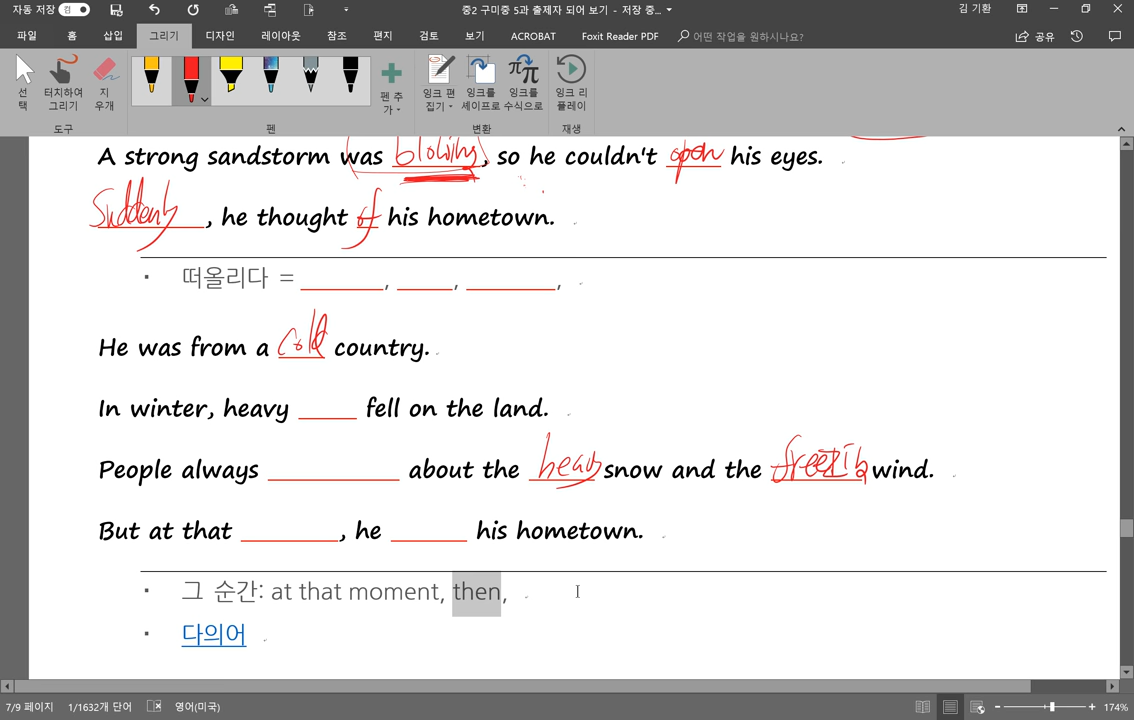 자동 저장 컴 중2 구미중 5과 출제자 되어 보기 - 저장 중... 김 기환
파일 홈 삽입 그리기 디자인 레이아웃 참조 편지 검토 보기 ACROBAT Foxit Reader PDF 어떤 작업을 원하시나요? 공유
선택 터치하여 그리기 지우개 펜 추가 잉크 편집기 잉크를 셰이프로 잉크를 수식으로 잉크 리플레이
도구 펜 변환 재생
A strong sandstorm was blowing, so he couldn't open his eyes.
Suddenly, he thought of his hometown.
떠올리다 = ______, ____, ______,
He was from a cold country.
In winter, heavy ____ fell on the land.
People always ________ about the heavy snow and the freezing wind.
But at that ______, he _____ his hometown.
그 순간: at that moment, then,
다의어
7/9 페이지 1/1632개 단어 영어(미국) 174%